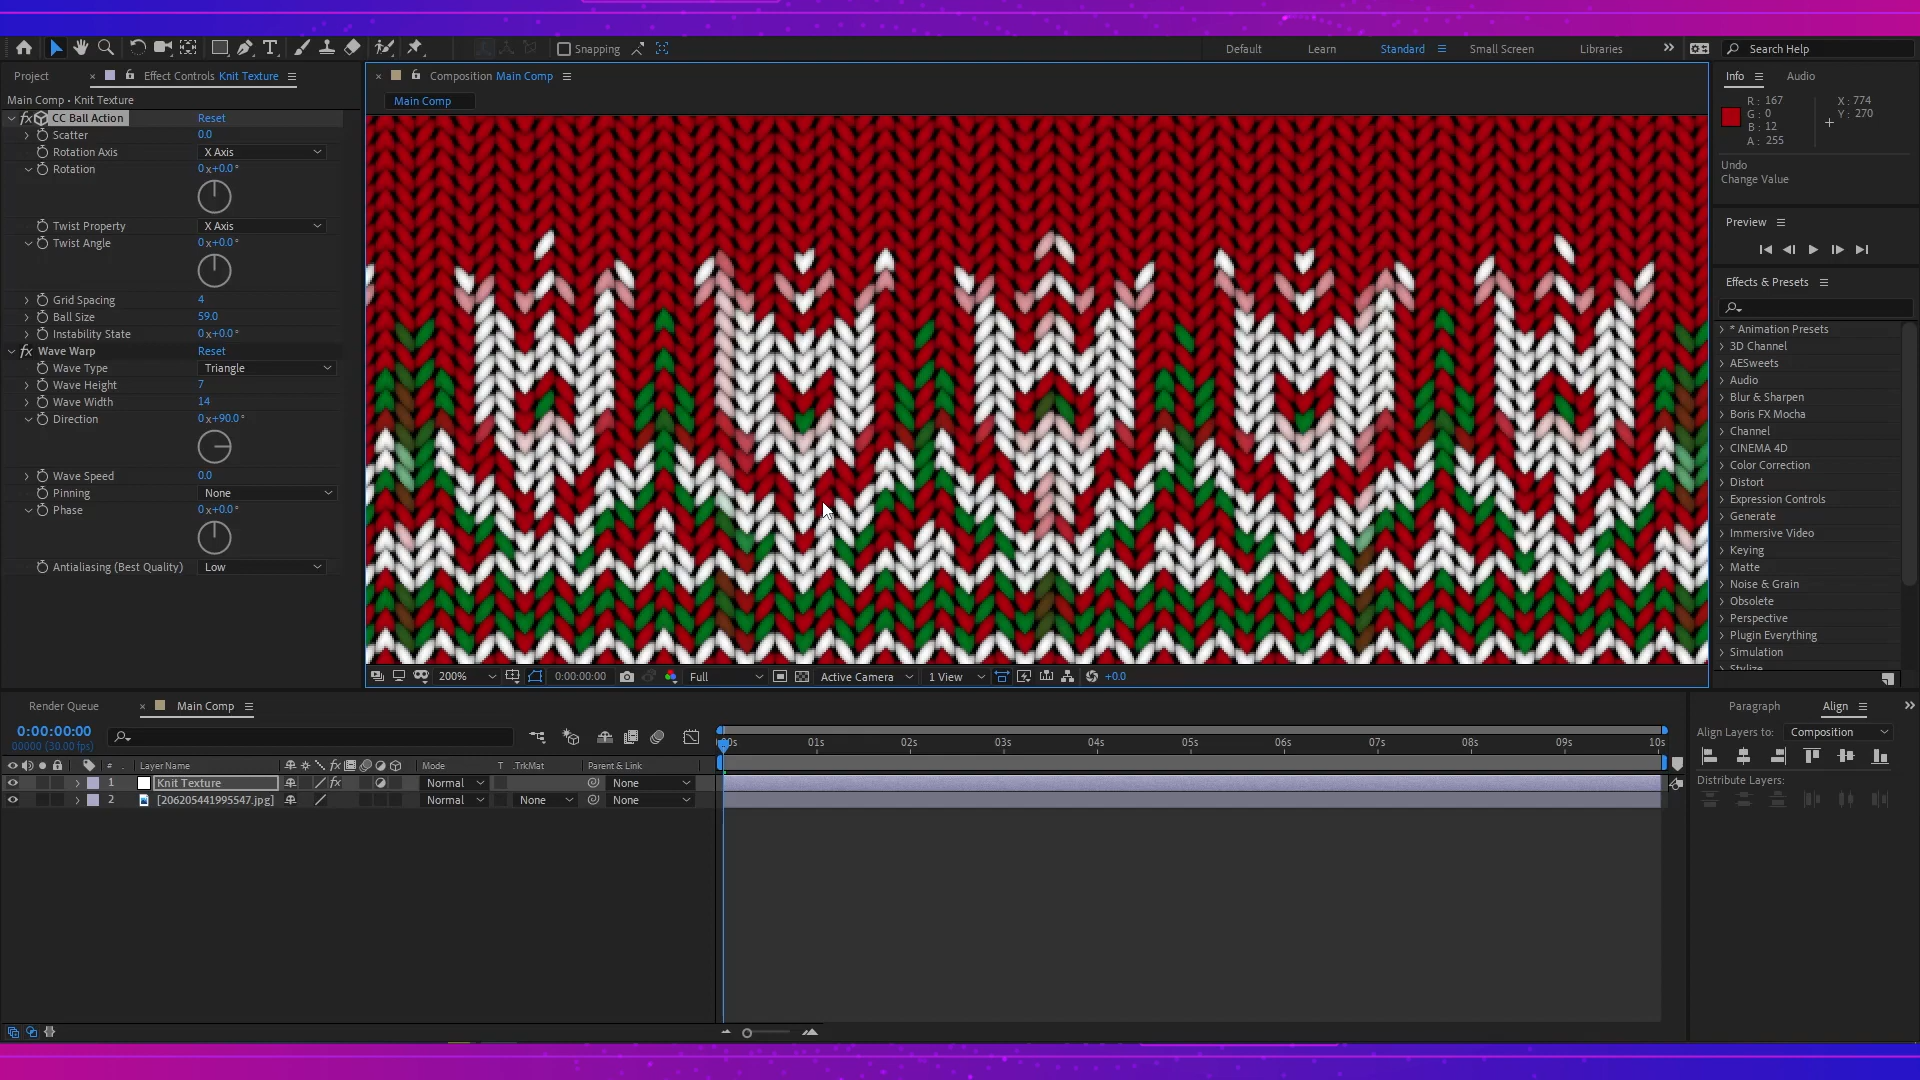 Snapping
Default
Learn
Standard
Small Screen
Libraries
Search Help
Project
Effect Controls Knit Texture
Composition Main Comp
Info
Audio
Main Comp • Knit Texture
Main Comp
R : 167
X : 774
G : 0
Y : 270
B : 12
A : 255
CC Ball Action
Reset
Scatter
0.0
Rotation Axis
X Axis
Rotation
0x+0.0°
Undo
Change Value
Twist Property
X Axis
Preview
Twist Angle
0x+0.0°
Effects & Presets
Grid Spacing
4
Ball Size
59.0
Instability State
0x+0.0°
Wave Warp
Reset
Wave Type
Triangle
Wave Height
7
Wave Width
14
Direction
0x+90.0°
Wave Speed
0.0
Pinning
None
Phase
0x+0.0°
Antialiasing (Best Quality)
Low
* Animation Presets
3D Channel
AESweets
Audio
Blur & Sharpen
Boris FX Mocha
Channel
CINEMA 4D
Color Correction
Distort
Expression Controls
Generate
Immersive Video
Keying
Matte
Noise & Grain
Obsolete
Perspective
Plugin Everything
Simulation
Stylize
200%
0:00:00:00
Full
Active Camera
1 View
+0.0
Render Queue
Main Comp
Paragraph
Align
0:00:00:00
00000 (30.00 fps)
Align Layers to:
Composition
00s 01s 02s 03s 04s 05s 06s 07s 08s 09s 10s
# Layer Name
Mode
T .TrkMat
Parent & Link
1 Knit Texture
Normal
None
2 [206205441995547.jpg]
Normal
None
None
Distribute Layers: